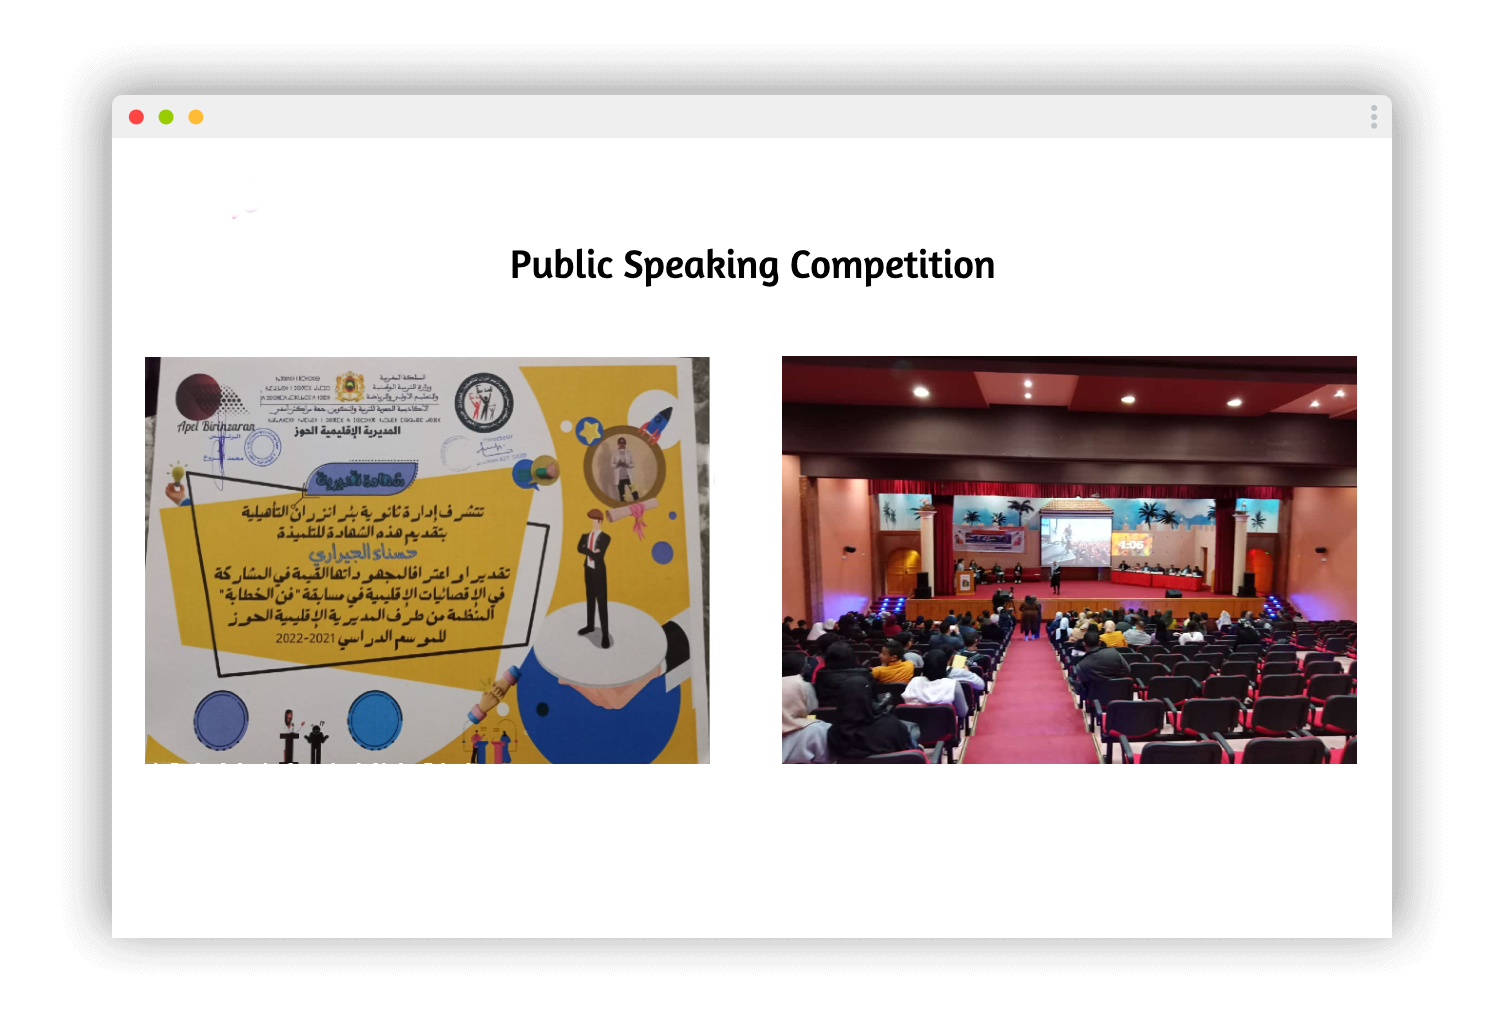 Public Speaking Competition
المملكة المغربية
وزارة التربية الوطنية
والتعليم الأولي والرياضة
الأكاديمية الجهوية للتربية والتكوين جهة مراكش-آسفي
المديرية الإقليمية الحوز
Apel Birinzaran
شهادة تقديرية
تتشرف إدارة ثانوية بئر انزران التأهيلية
بتقديم هذه الشهادة للتلميذة
حسناء الجيراري
تقديرا و اعترافا لمجهوداتها القيمة في المشاركة
في الإقصائيات الإقليمية في مسابقة "فن الخطابة"
المنظمة من طرف المديرية الإقليمية الحوز
للموسم الدراسي 2021-2022
4:06